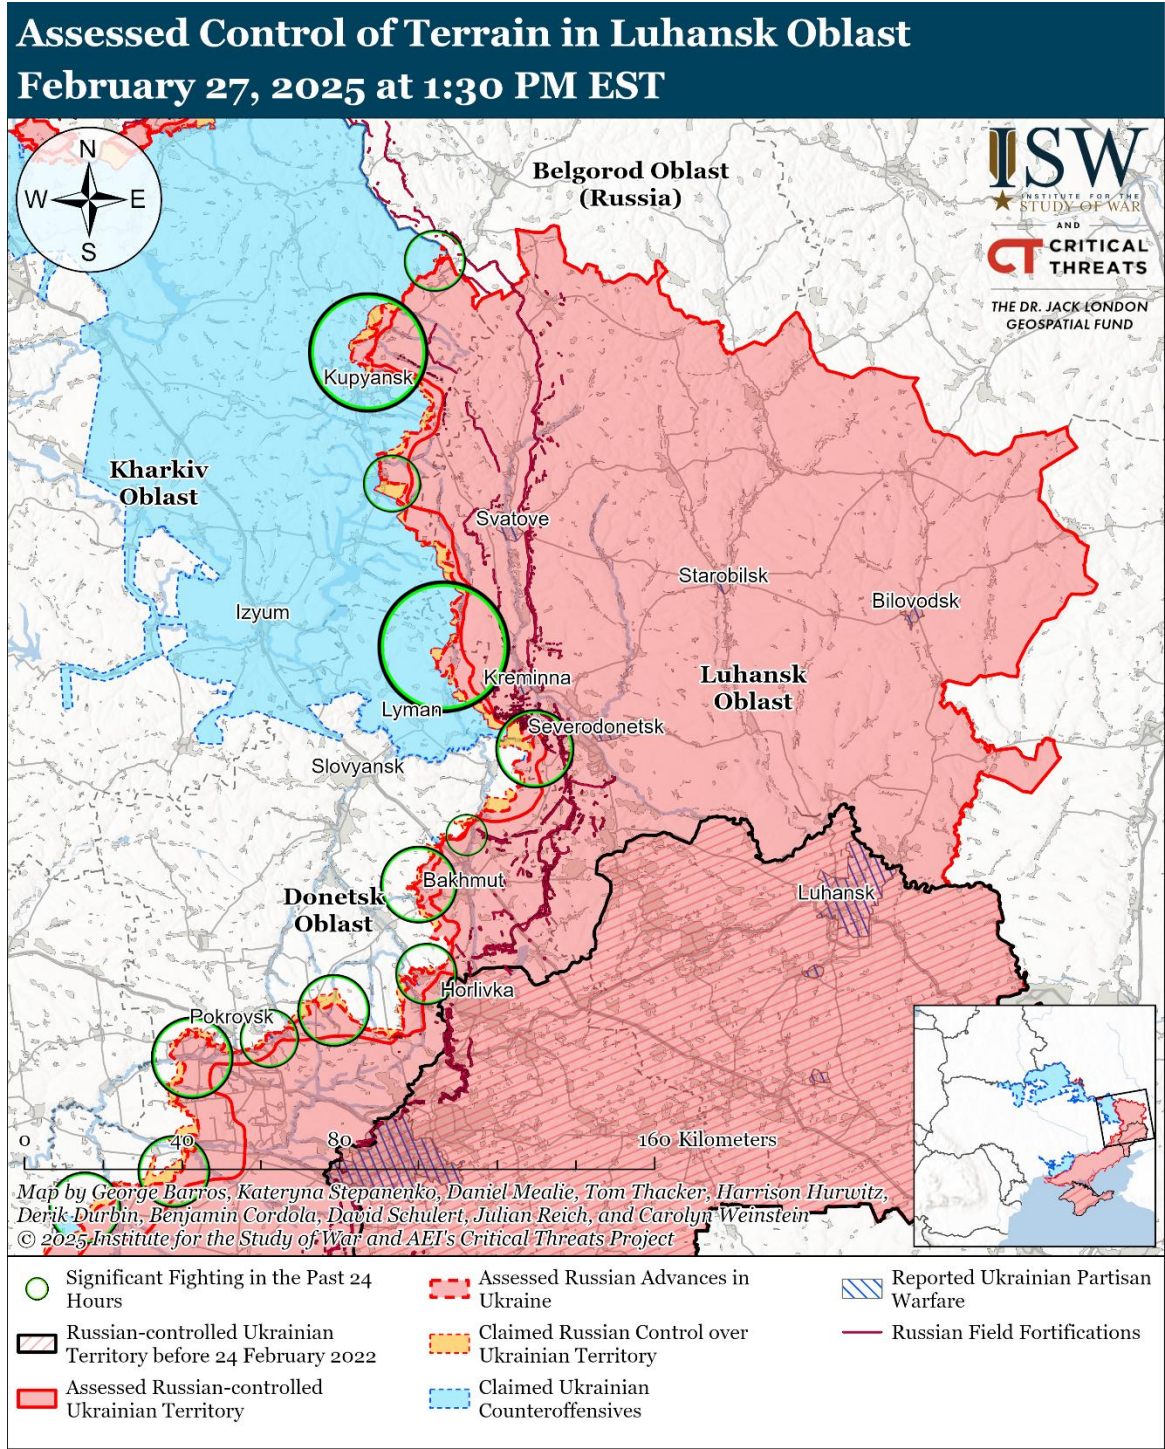 Assessed Control of Terrain in Luhansk Oblast
February 27, 2025 at 1:30 PM EST
N
W
E
S
Belgorod Oblast
(Russia)
ISW
INSTITUTE FOR THE
STUDY OF WAR
AND
CT CRITICAL
THREATS
THE DR. JACK LONDON
GEOSPATIAL FUND
Kupyansk
Kharkiv
Oblast
Svatove
Starobilsk
Bilovodsk
Izyum
Kreminna
Luhansk
Oblast
Lyman
Severodonetsk
Slovyansk
Bakhmut
Luhansk
Donetsk
Oblast
Horlivka
Pokrovsk
0
40
80
160 Kilometers
Map by George Barros, Kateryna Stepanenko, Daniel Mealie, Tom Thacker, Harrison Hurwitz,
Derik Durbin, Benjamin Cordola, David Schulert, Julian Reich, and Carolyn Weinstein
© 2025 Institute for the Study of War and AEI's Critical Threats Project
Significant Fighting in the Past 24
Hours
Russian-controlled Ukrainian
Territory before 24 February 2022
Assessed Russian-controlled
Ukrainian Territory
Assessed Russian Advances in
Ukraine
Claimed Russian Control over
Ukrainian Territory
Claimed Ukrainian
Counteroffensives
Reported Ukrainian Partisan
Warfare
Russian Field Fortifications